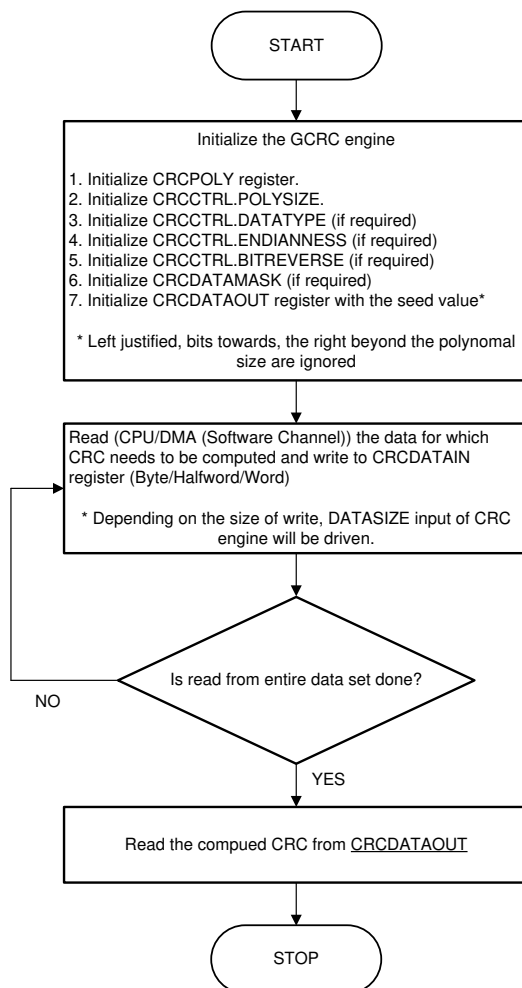 START
Initialize the GCRC engine
1. Initialize CRCPOLY register.
2. Initialize CRCCTRL.POLYSIZE.
3. Initialize CRCCTRL.DATATYPE (if required)
4. Initialize CRCCTRL.ENDIANNESS (if required)
5. Initialize CRCCTRL.BITREVERSE (if required)
6. Initialize CRCDATAMASK (if required)
7. Initialize CRCDATAOUT register with the seed value*
* Left justified, bits towards, the right beyond the polynomal
size are ignored
Read (CPU/DMA (Software Channel)) the data for which
CRC needs to be computed and write to CRCDATAIN
register (Byte/Halfword/Word)
* Depending on the size of write, DATASIZE input of CRC
engine will be driven.
Is read from entire data set done?
NO
YES
Read the compued CRC from CRCDATAOUT
STOP